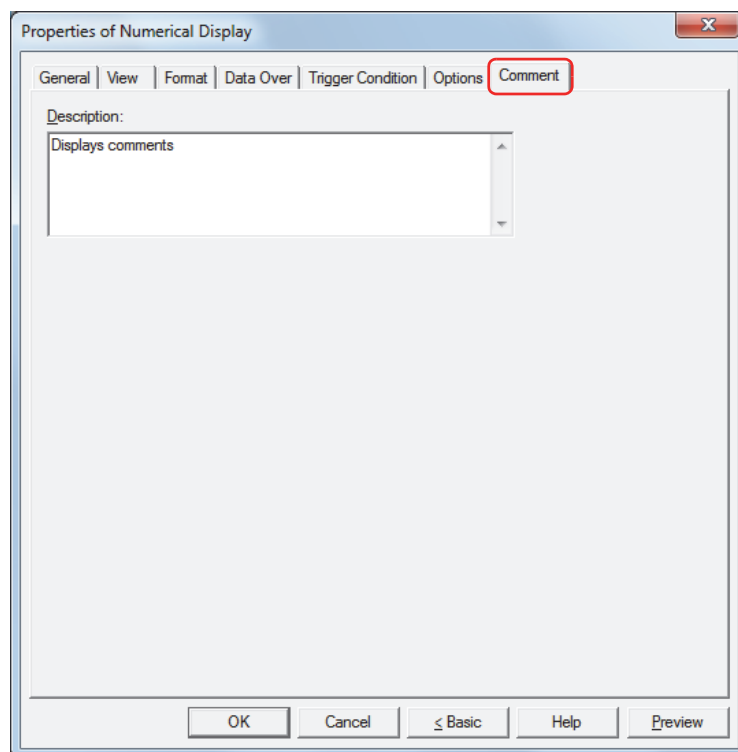 Properties of Numerical Display
General View Format Data Over Trigger Condition Options Comment
Description:
Displays comments
OK Cancel < Basic Help Preview